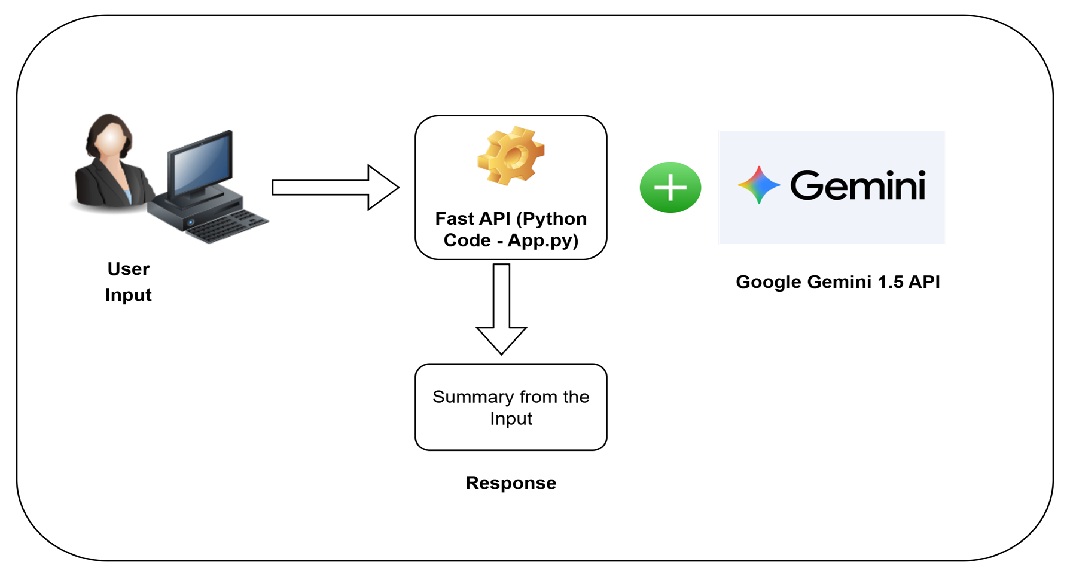 Fast API (Python
Code - App.py)
Gemini
User
Input
Google Gemini 1.5 API
Summary from the
Input
Response